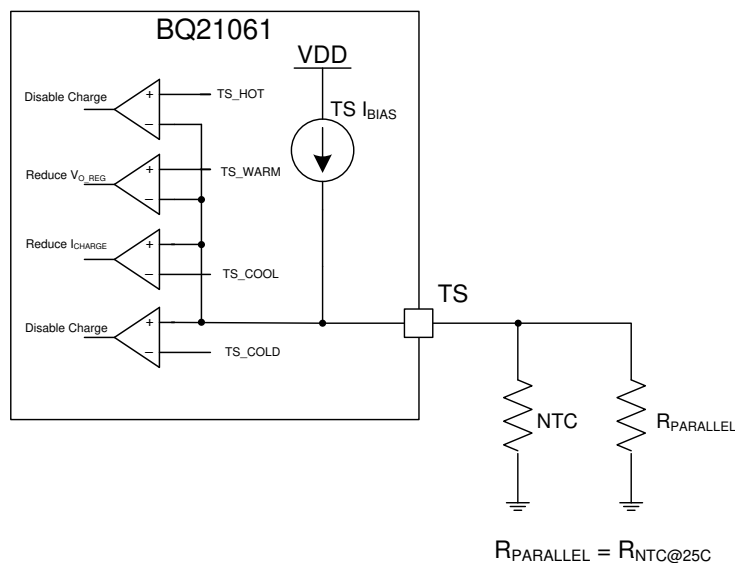 BQ21061
VDD
Disable Charge
+
TS_HOT
–
TS I_BIAS
Reduce V_O_REG
+
TS_WARM
–
Reduce I_CHARGE
+
–
TS_COOL
TS
Disable Charge
+
–
TS_COLD
NTC
R_PARALLEL
R_PARALLEL = R_NTC@25C